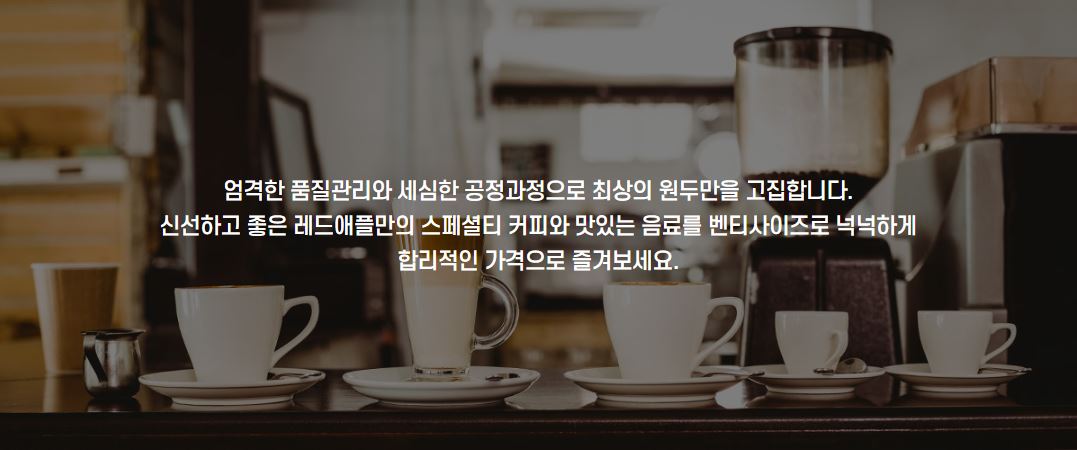 엄격한 품질관리와 세심한 공정과정으로 최상의 원두만을 고집합니다.
신선하고 좋은 레드애플만의 스페셜티 커피와 맛있는 음료를 벤티사이즈로 넉넉하게
합리적인 가격으로 즐겨보세요.